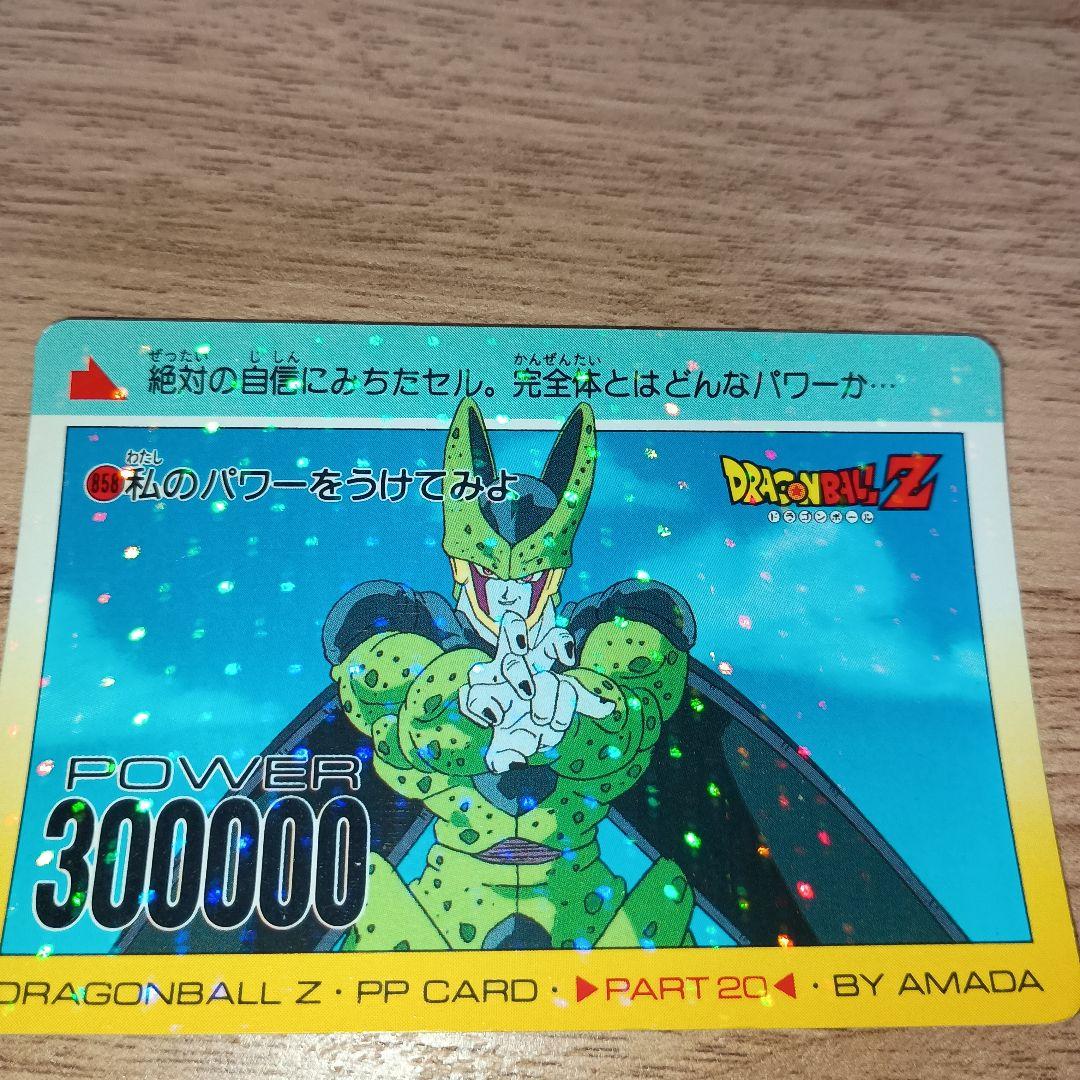 ぜったい じしん かんぜんたい
絶対の自信にみちたセル。完全体とはどんなパワーか…
わたし
858 私のパワーをうけてみよ
DRAGONBALL Z
ドラゴンボール
POWER
300000
DRAGONBALL Z・PP CARD・▶PART 20◀・BY AMADA